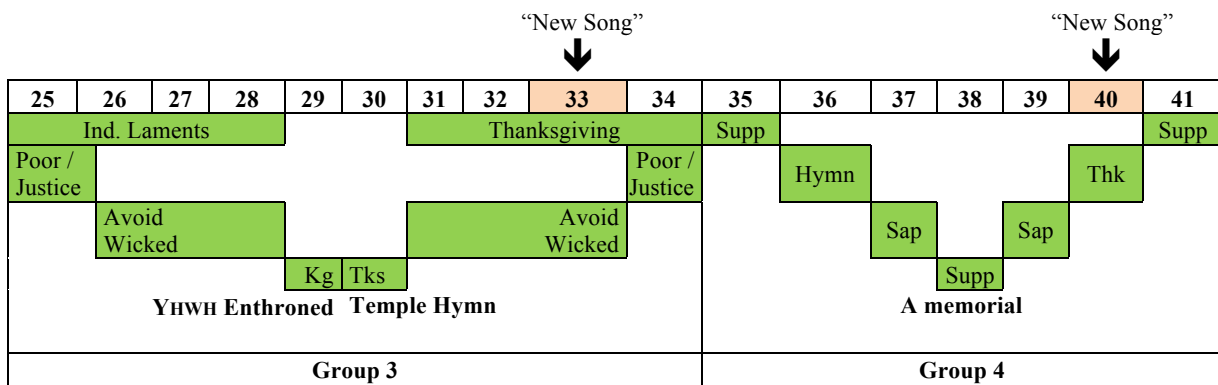 “New Song” “New Song”
25 26 27 28 29 30 31 32 33 34 35 36 37 38 39 40 41
Ind. Laments Thanksgiving Supp Supp
Poor / Poor /
Justice Justice Hymn Thk
Avoid Avoid
Wicked Wicked Sap Sap
Kg Tks Supp
YHWH Enthroned Temple Hymn A memorial
Group 3 Group 4